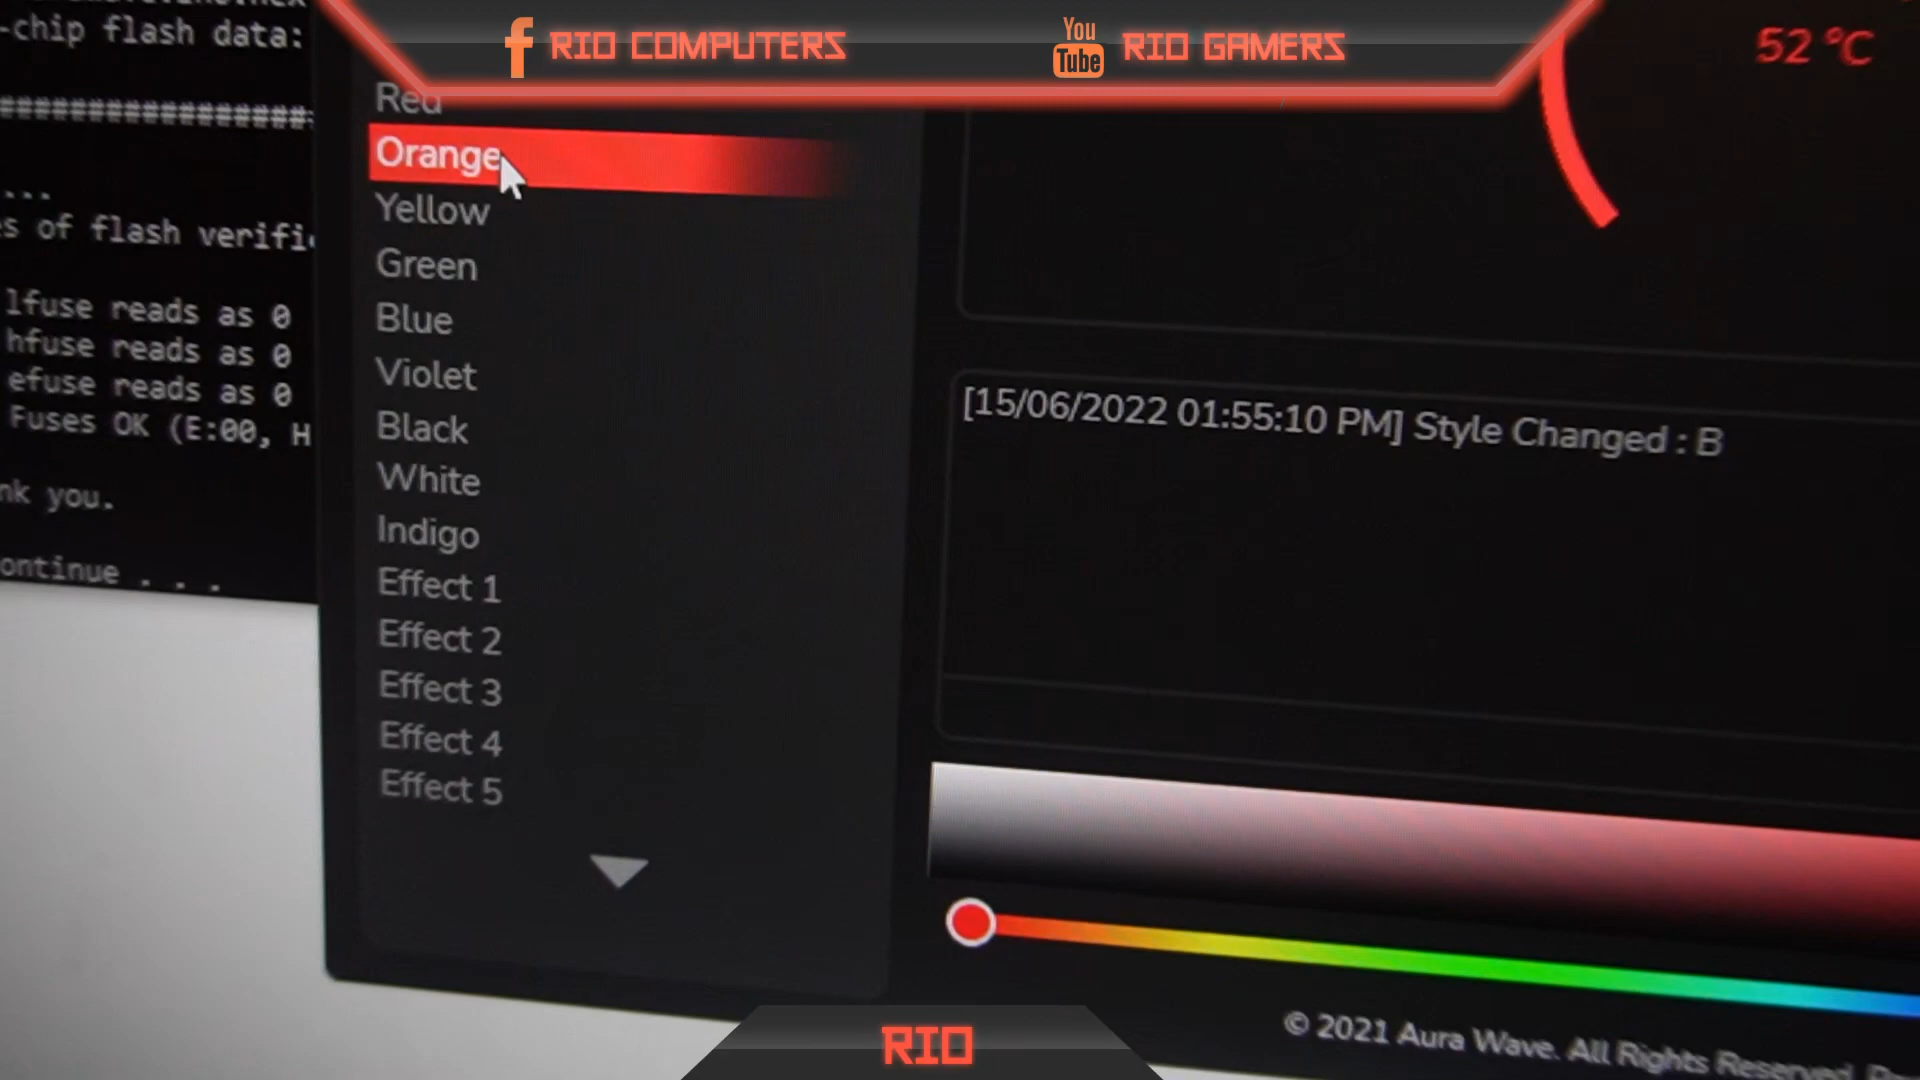 RIO COMPUTERS
You Tube RIO GAMERS
-chip flash data:
##################
...
s of flash verifi
lfuse reads as 0
hfuse reads as 0
efuse reads as 0
Fuses OK (E:00, H
nk you.
ontinue . . .
Red
Orange
Yellow
Green
Blue
Violet
Black
White
Indigo
Effect 1
Effect 2
Effect 3
Effect 4
Effect 5
52 °C
[15/06/2022 01:55:10 PM] Style Changed : B
© 2021 Aura Wave. All Rights Reserved.
RIO